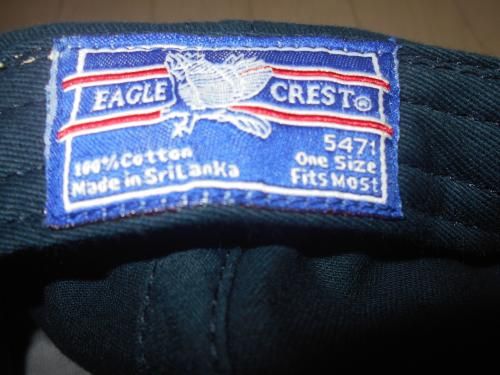 EAGLE CREST®
100% Cotton
Made in SriLanka
5471
One Size
Fits Most